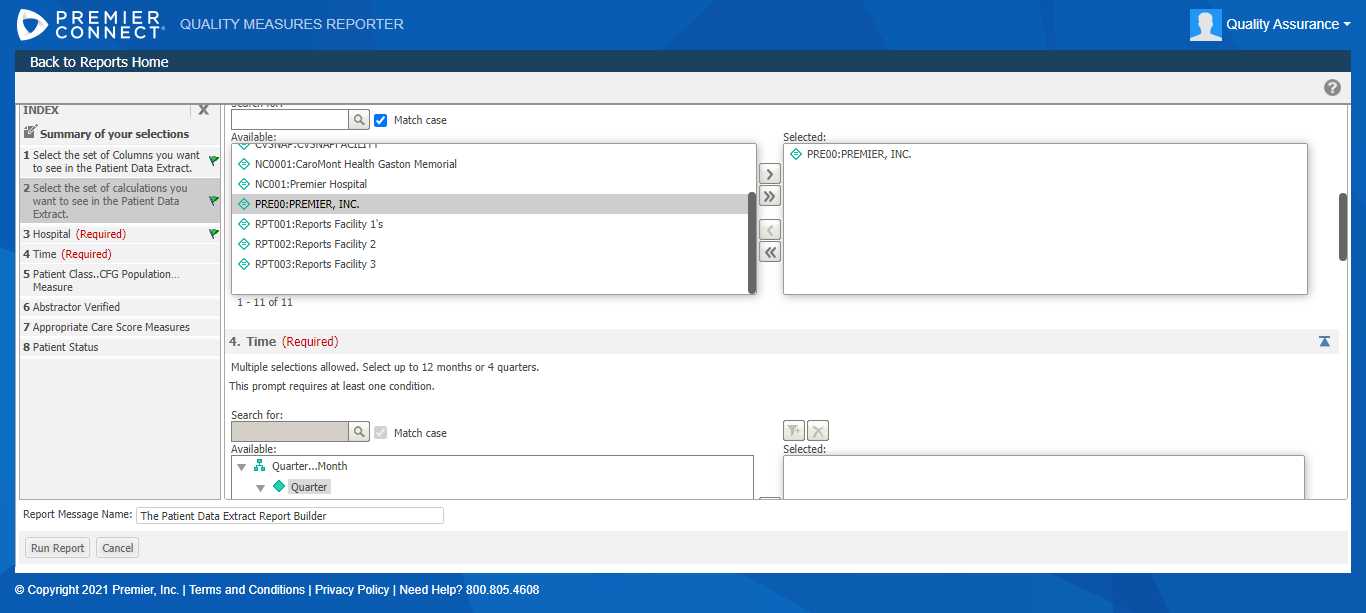 PREMIER
CONNECT
QUALITY MEASURES REPORTER
Quality Assurance
Back to Reports Home
INDEX
Summary of your selections
1 Select the set of Columns you want
to see in the Patient Data Extract.
2 Select the set of calculations you
want to see in the Patient Data
Extract.
3 Hospital (Required)
4 Time (Required)
5 Patient Class..CFG Population...
Measure
6 Abstractor Verified
7 Appropriate Care Score Measures
8 Patient Status
Search for:
Match case
Available:
CVSNAP:CVSNAPFACILITY
NC0001:CaroMont Health Gaston Memorial
NC001:Premier Hospital
PRE00:PREMIER, INC.
RPT001:Reports Facility 1's
RPT002:Reports Facility 2
RPT003:Reports Facility 3
1 - 11 of 11
Selected:
PRE00:PREMIER, INC.
4. Time (Required)
Multiple selections allowed. Select up to 12 months or 4 quarters.
This prompt requires at least one condition.
Search for:
Match case
Available:
Quarter...Month
Quarter
Selected:
Report Message Name: The Patient Data Extract Report Builder
Run Report Cancel
© Copyright 2021 Premier, Inc. | Terms and Conditions | Privacy Policy | Need Help? 800.805.4608